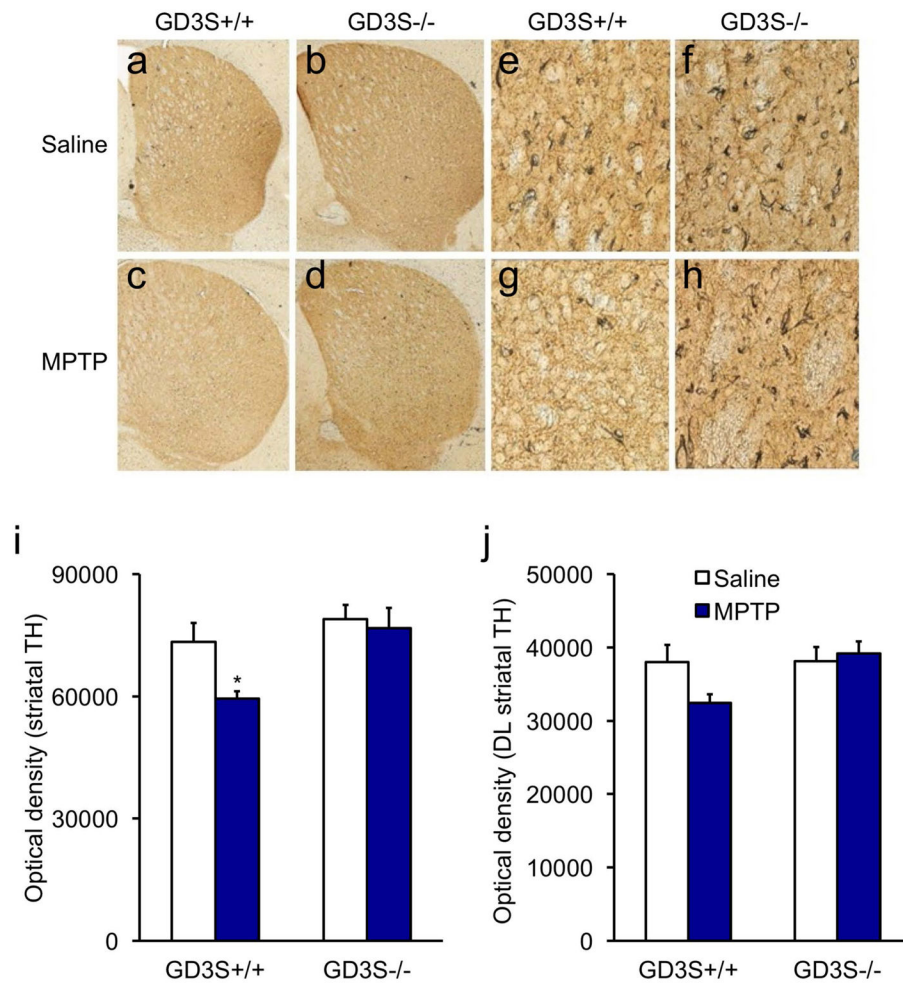 GD3S+/+ GD3S-/- GD3S+/+ GD3S-/-
a b e f
Saline
c d g h
MPTP
i
Optical density (striatal TH)
90000
60000
30000
0
*
GD3S+/+ GD3S-/-
j
Optical density (DL striatal TH)
50000
40000
30000
20000
10000
0
Saline
MPTP
GD3S+/+ GD3S-/-